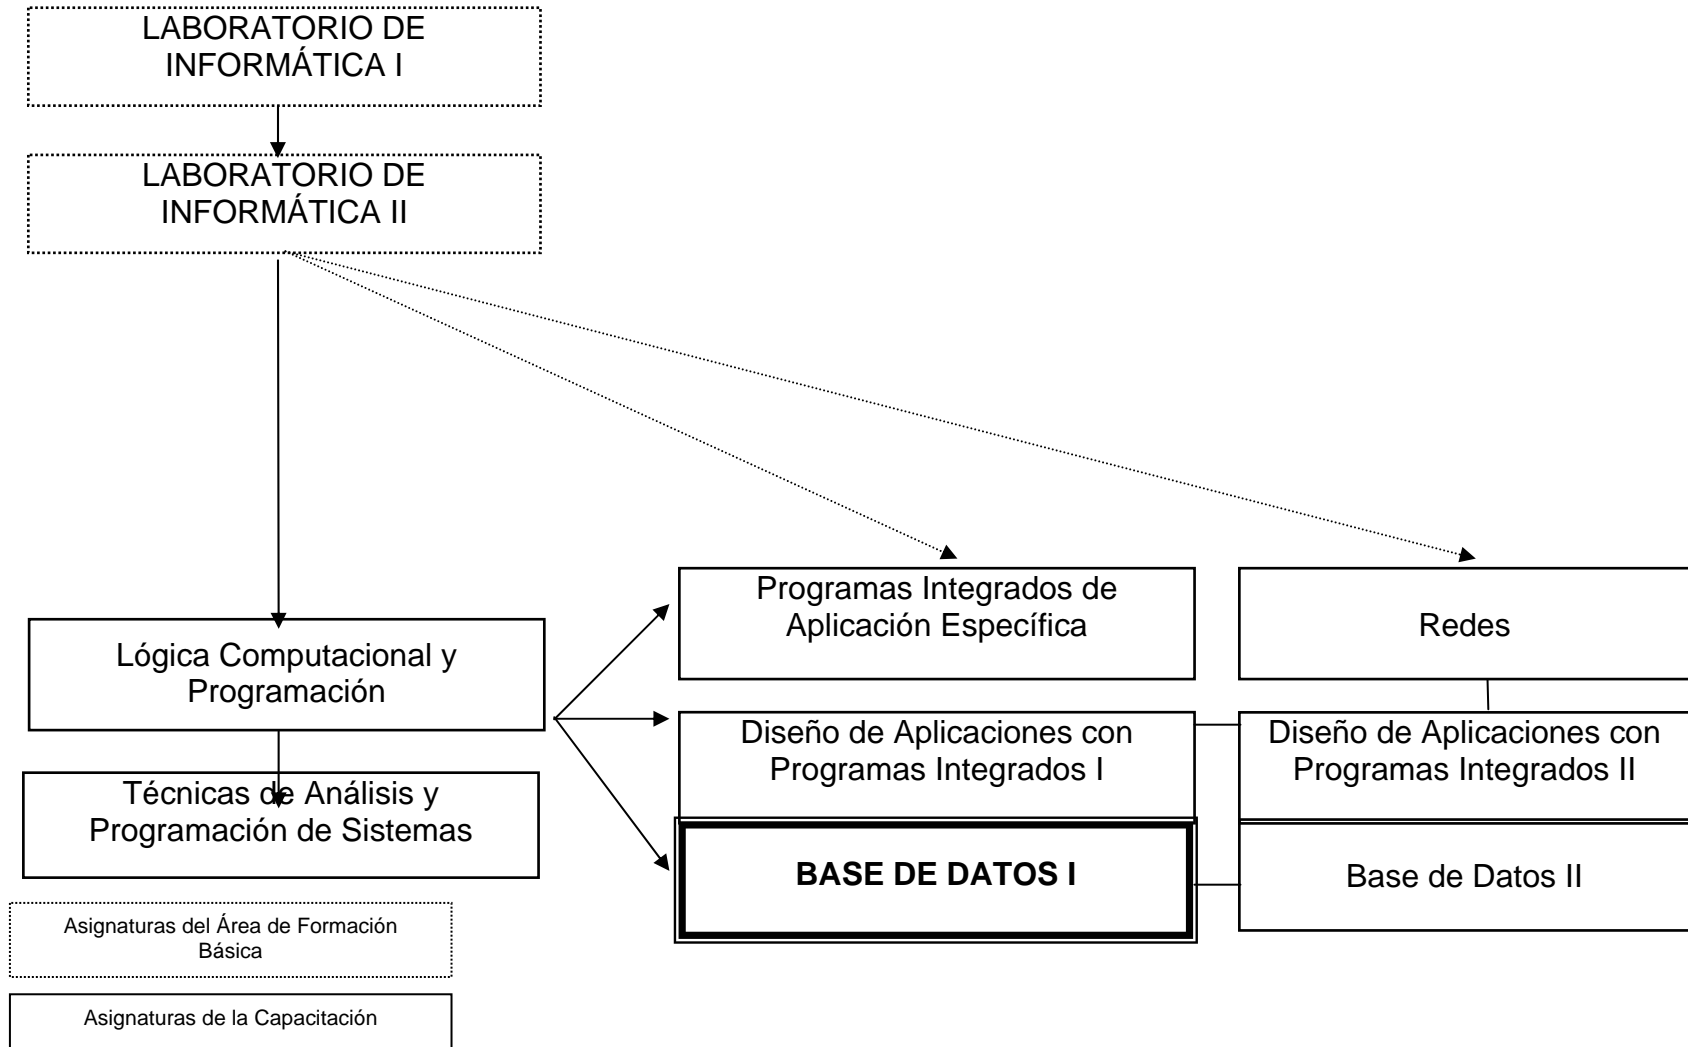 LABORATORIO DE
INFORMÁTICA I
LABORATORIO DE
INFORMÁTICA II
Programas Integrados de
Aplicación Específica
Redes
Lógica Computacional y
Programación
Diseño de Aplicaciones con
Programas Integrados I
Diseño de Aplicaciones con
Programas Integrados II
Técnicas de Análisis y
Programación de Sistemas
BASE DE DATOS I
Base de Datos II
Asignaturas del Área de Formación
Básica
Asignaturas de la Capacitación